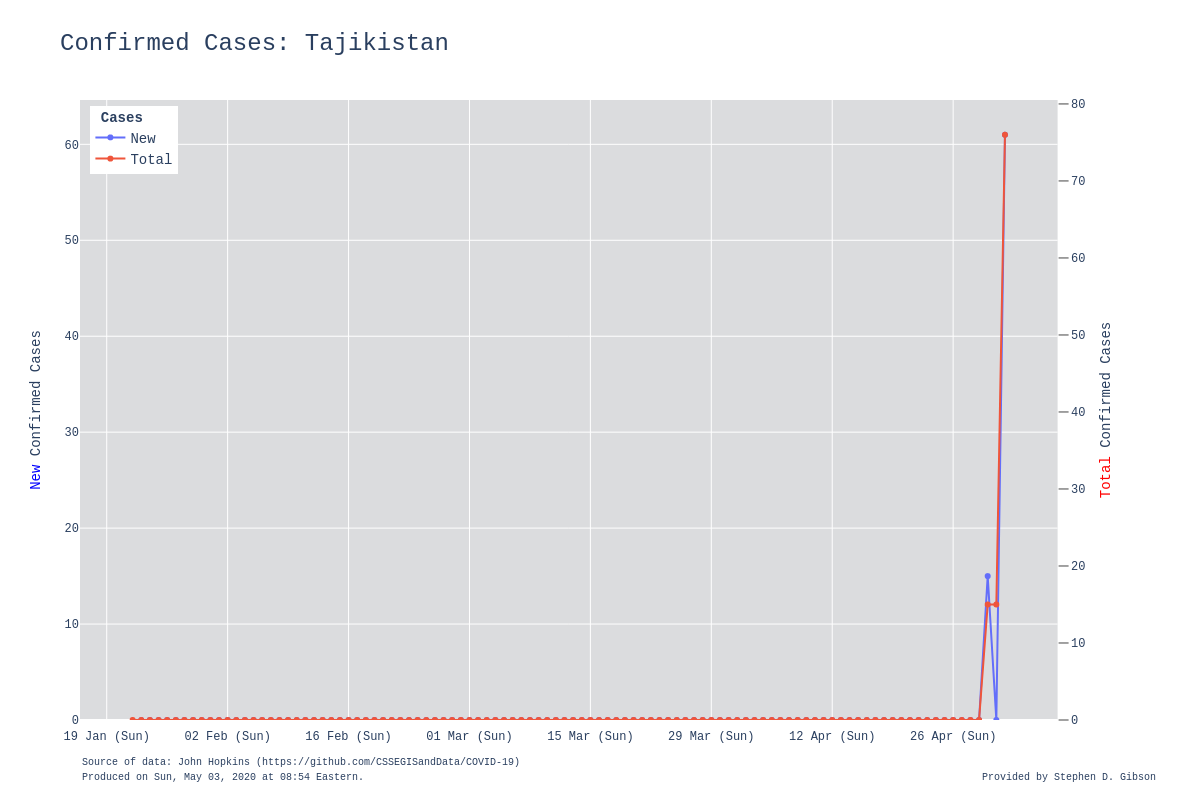 Confirmed Cases: Tajikistan
Cases
New
Total
60
50
40
30
20
10
0
80
70
60
50
40
30
20
10
0
New Confirmed Cases
Total Confirmed Cases
19 Jan (Sun) 02 Feb (Sun) 16 Feb (Sun) 01 Mar (Sun) 15 Mar (Sun) 29 Mar (Sun) 12 Apr (Sun) 26 Apr (Sun)
Source of data: John Hopkins (https://github.com/CSSEGISandData/COVID-19)
Produced on Sun, May 03, 2020 at 08:54 Eastern.
Provided by Stephen D. Gibson